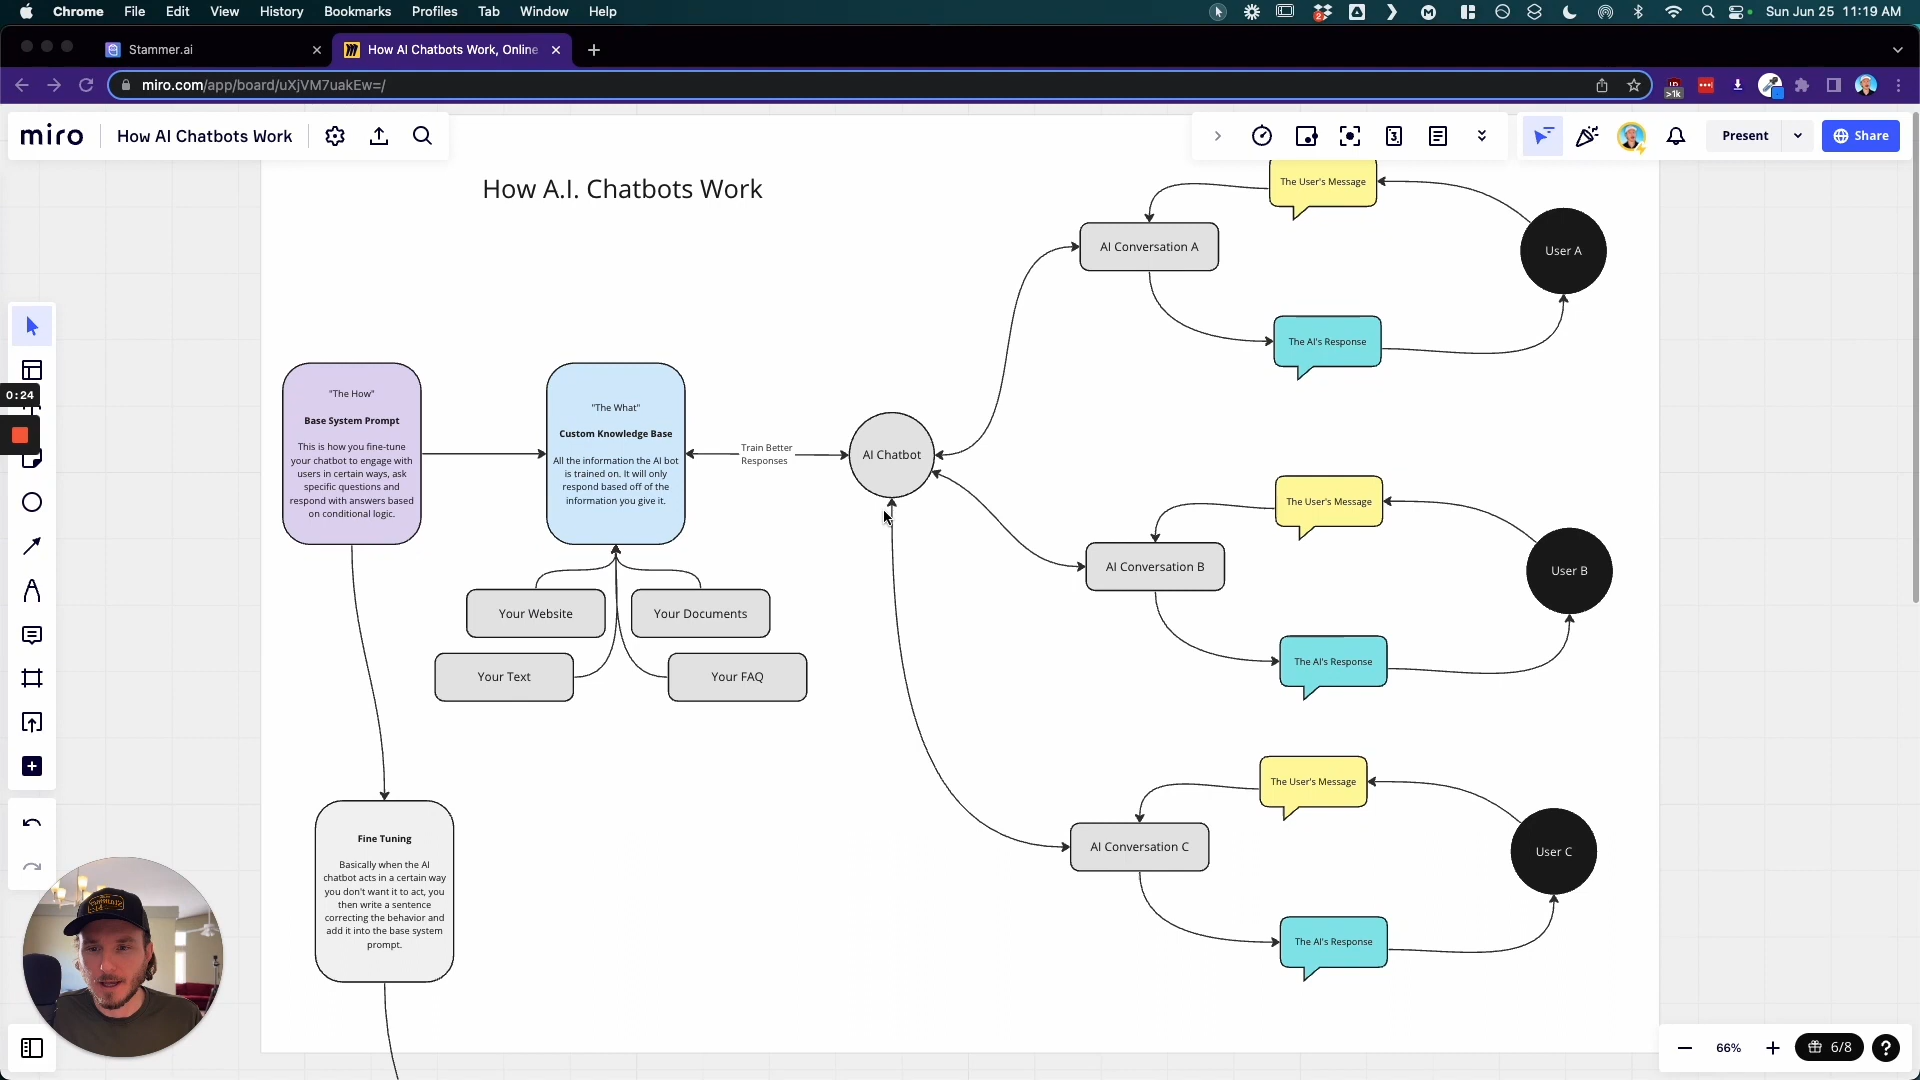 Chrome File Edit View History Bookmarks Profiles Tab Window Help
2
Sun Jun 25 11:19 AM
Stammer.ai
How AI Chatbots Work, Online
miro.com/app/board/uXjVM7uakEw=/
>1k
miro
How AI Chatbots Work
Present
Share
How A.I. Chatbots Work
The User's Message
AI Conversation A
User A
The AI's Response
"The How"
Base System Prompt
This is how you fine-tune
your chatbot to engage with
users in certain ways, ask
specific questions and
respond with answers based
on conditional logic.
"The What"
Custom Knowledge Base
All the information the AI bot
is trained on. It will only
respond based off of the
information you give it.
Train Better
Responses
AI Chatbot
0:24
The User's Message
AI Conversation B
User B
The AI's Response
Your Website
Your Documents
Your Text
Your FAQ
The User's Message
AI Conversation C
User C
The AI's Response
Fine Tuning
Basically when the AI
chatbot acts in a certain way
you don't want it to act, you
then write a sentence
correcting the behavior and
add it into the base system
prompt.
66%
6/8
?